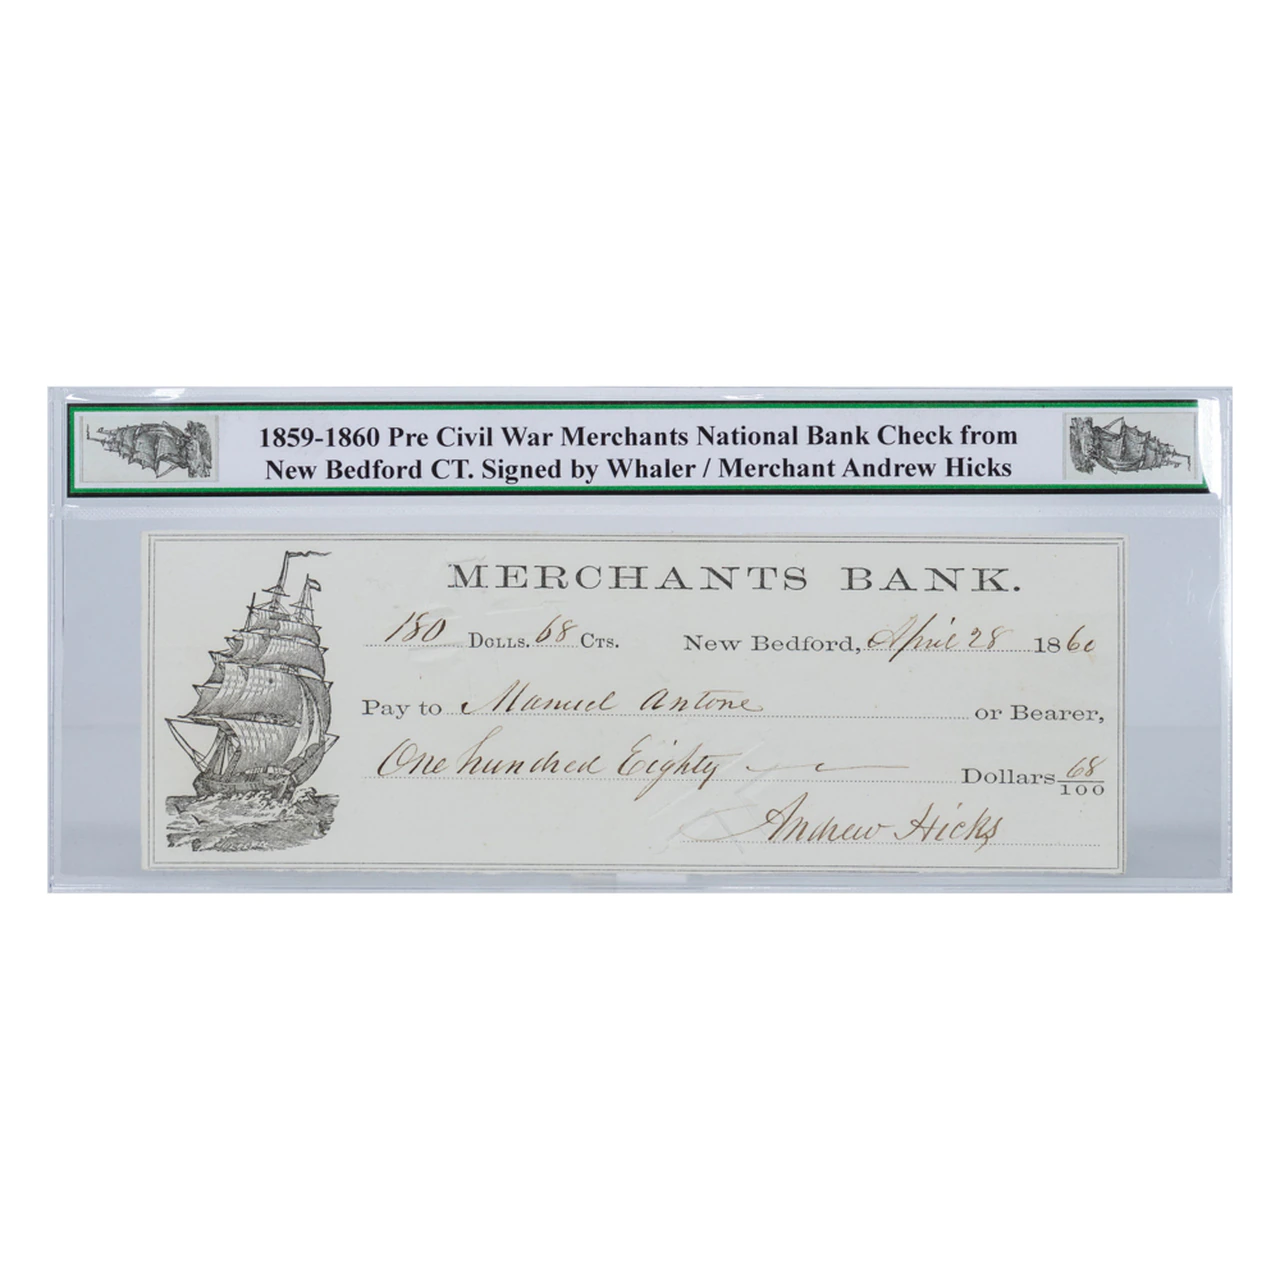 1859-1860 Pre Civil War Merchants National Bank Check from
New Bedford CT. Signed by Whaler / Merchant Andrew Hicks
MERCHANTS BANK.
180 DOLLS. 68 CTS. New Bedford, April 28 1860
Pay to Manuel Antone or Bearer,
One hundred Eighty Dollars 68/100
Andrew Hicks